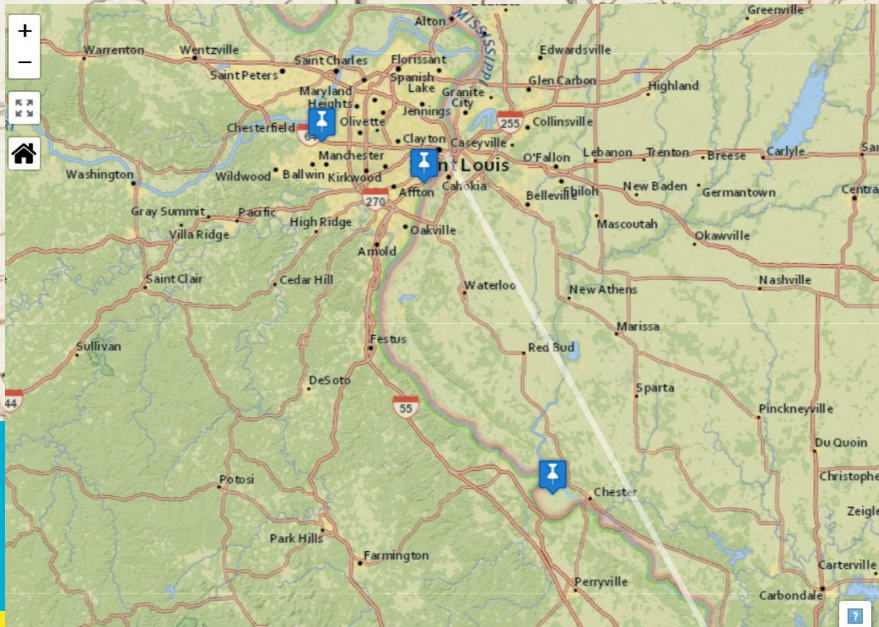 +
−
Warrenton
Wentzville
Saint Peters
Saint Charles
Alton
MISSISSIPPI
Greenville
Florissant
Spanish
Lake
Edwardsville
Glen Carbon
Highland
Maryland
Heights
Granite
City
Jennings
Chesterfield
Olivette
255
Collinsville
Clayton
Caseyville
Washington
Wildwood
Ballwin
Manchester
Kirkwood
nt Louis
O'Fallon
Lebanon
Trenton
Breese
Carlyle
Affton
Cahokia
Belleville
Shiloh
New Baden
Germantown
Centra
270
Gray Summit
Pacific
Villa Ridge
High Ridge
Oakville
Mascoutah
Okawville
Arnold
Saint Clair
Cedar Hill
Waterloo
New Athens
Nashville
Sullivan
Festus
Red Bud
Marissa
DeSoto
Sparta
44
55
Pinckneyville
Du Quoin
Potosi
Chester
Christophe
Zeigle
Park Hills
Farmington
Perryville
Carterville
Carbondale
?